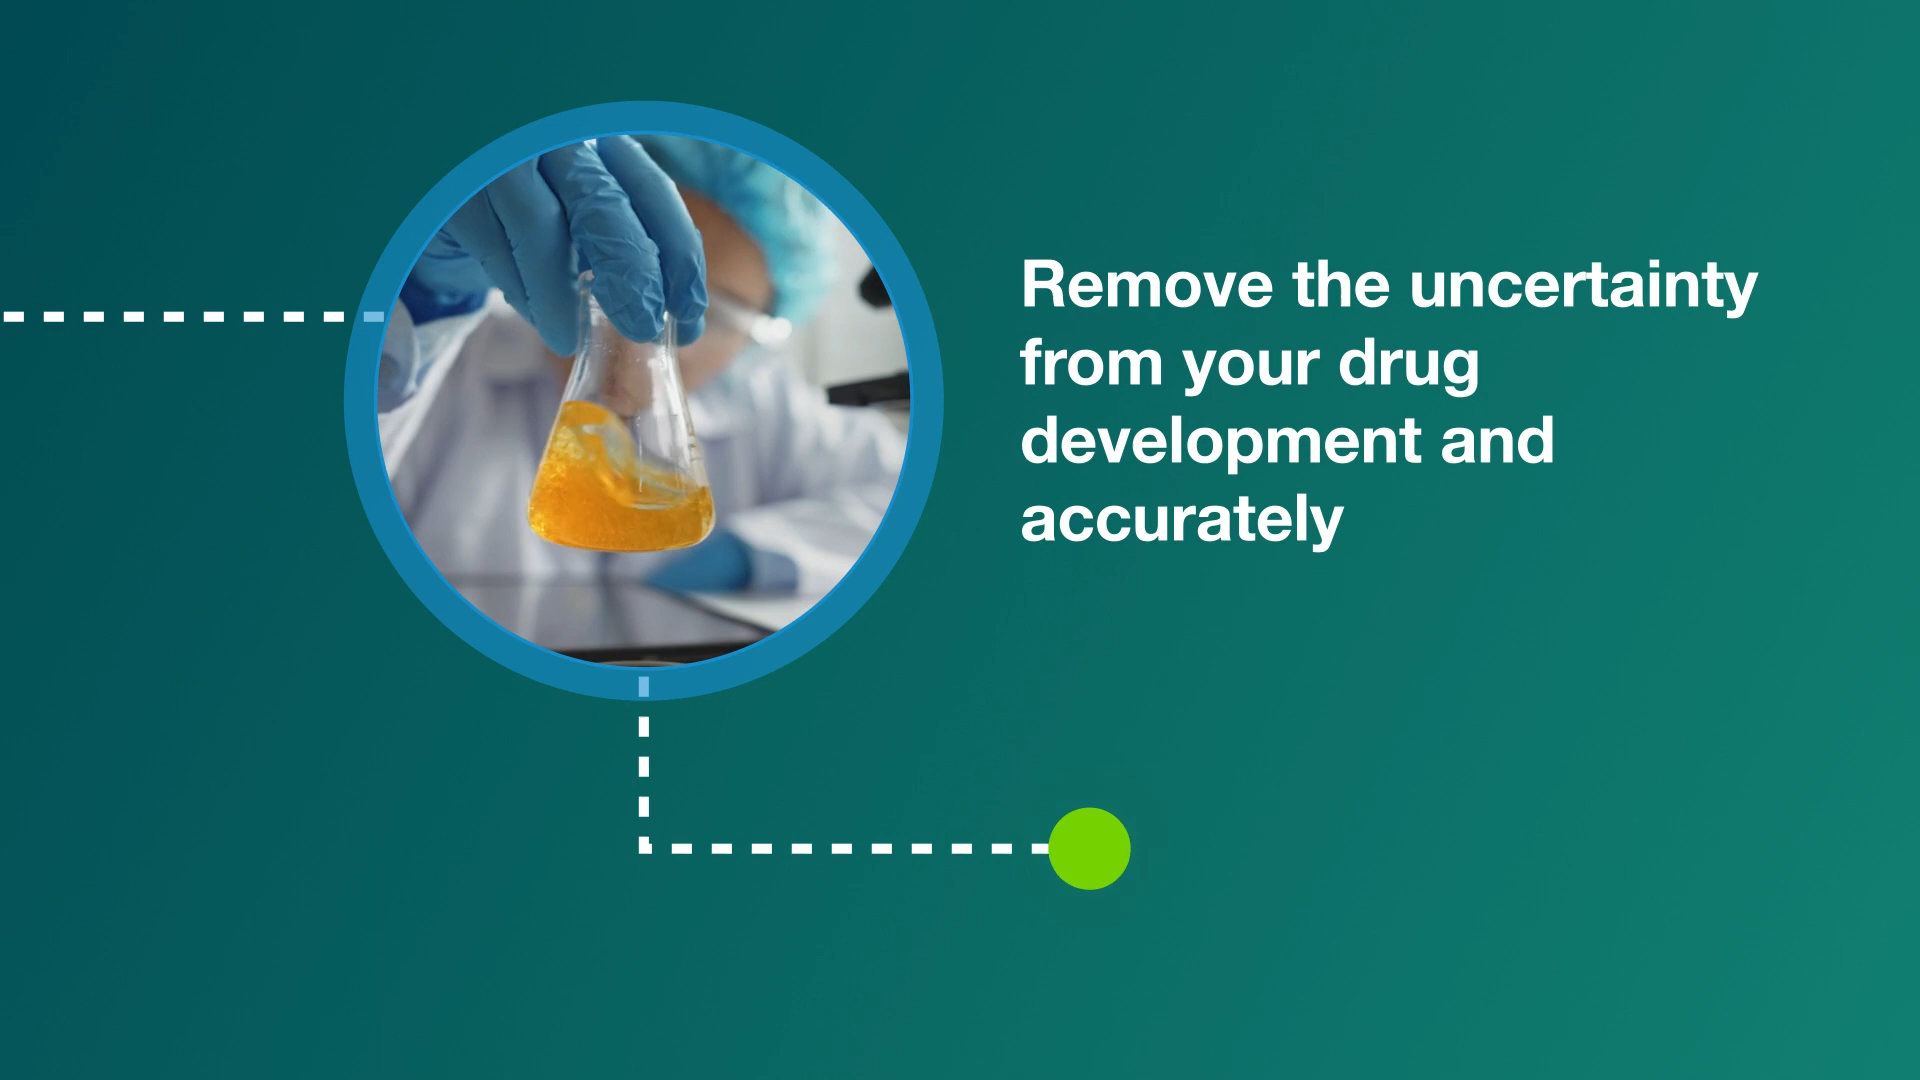 Remove the uncertainty
from your drug
development and
accurately